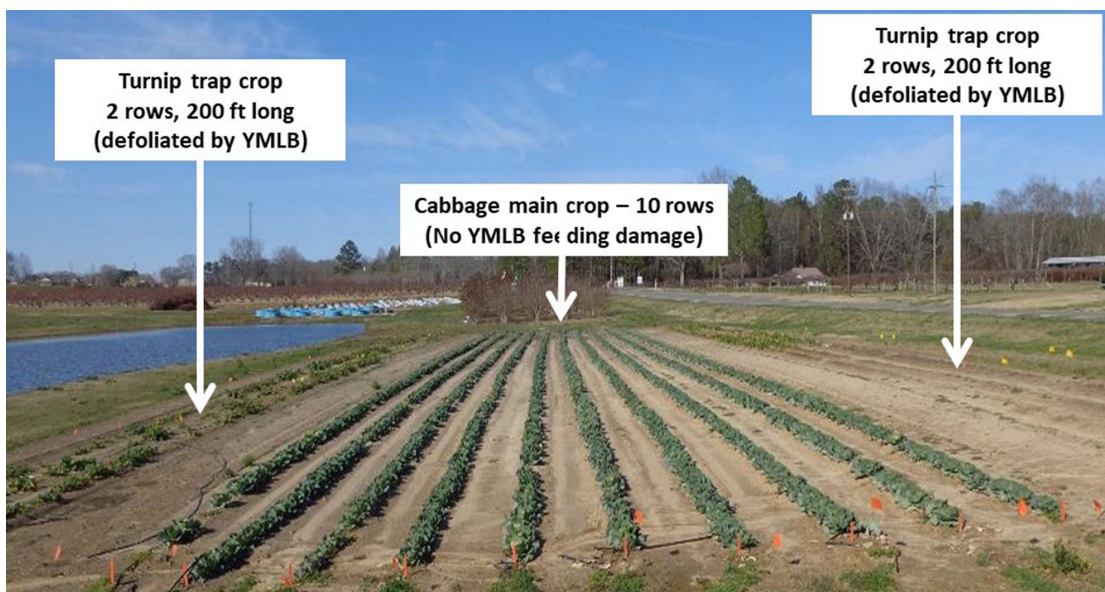 Turnip trap crop
2 rows, 200 ft long
(defoliated by YMLB)
Cabbage main crop – 10 rows
(No YMLB feeding damage)
Turnip trap crop
2 rows, 200 ft long
(defoliated by YMLB)